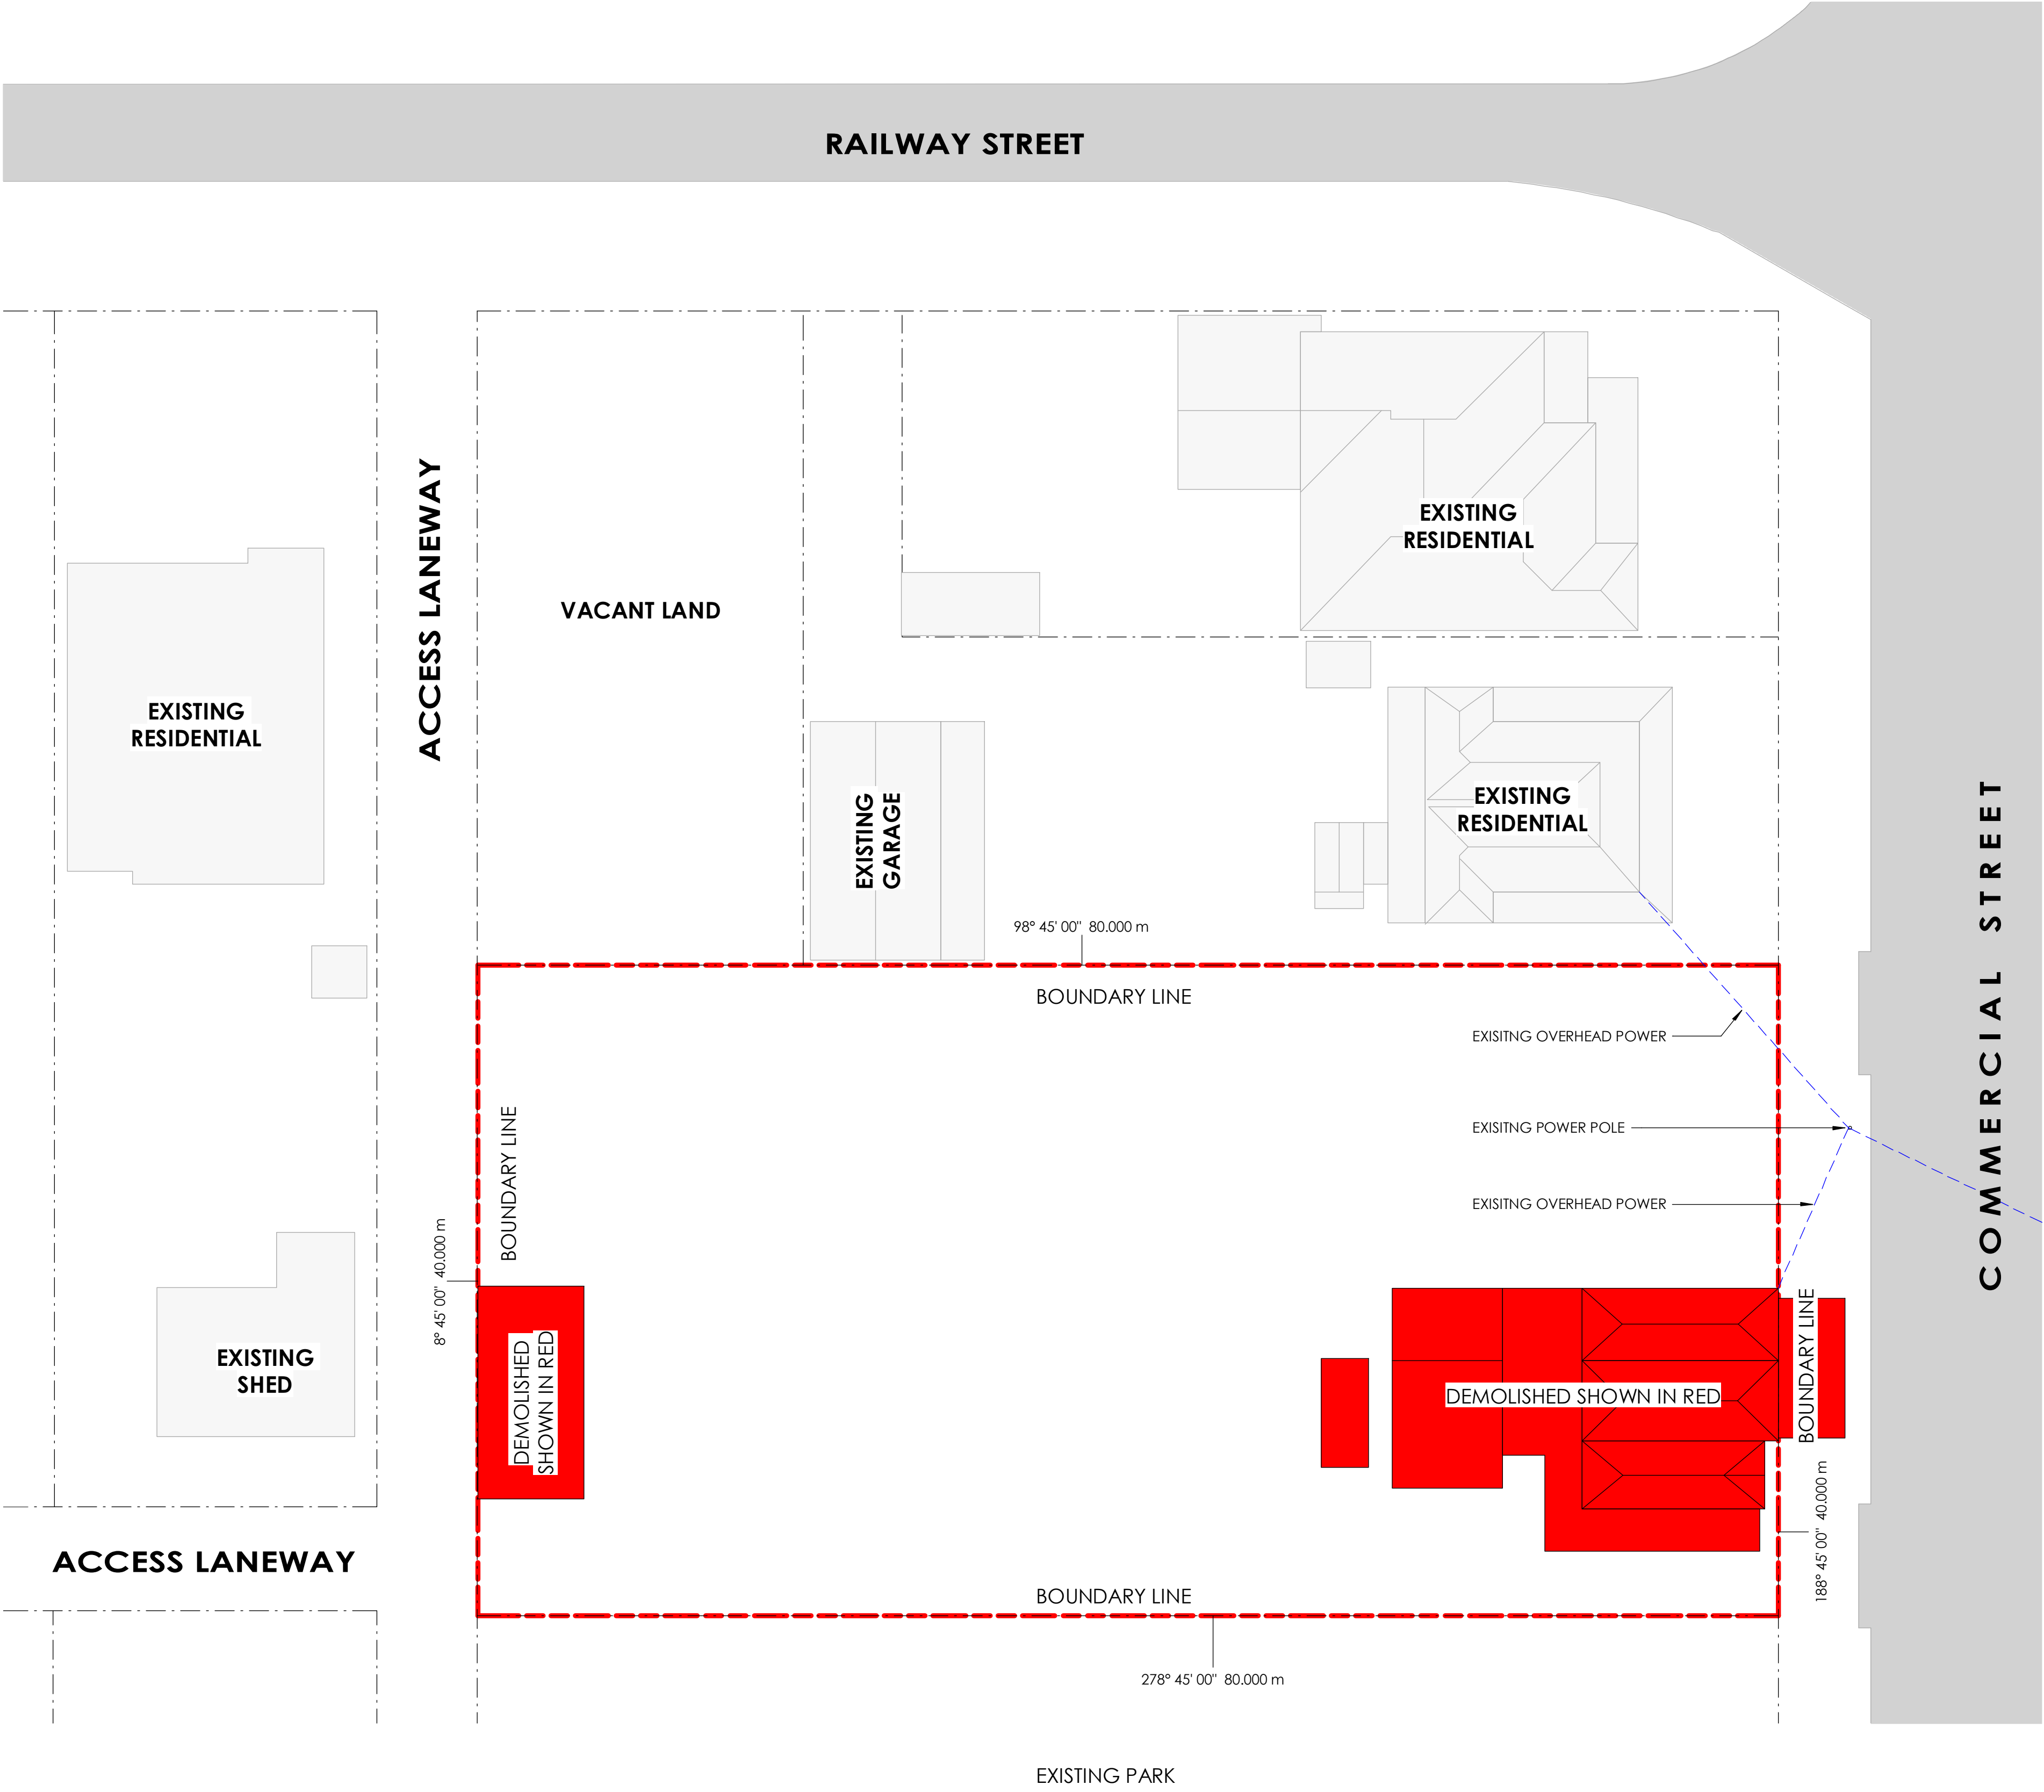 RAILWAY STREET
EXISTING
RESIDENTIAL
ACCESS LANEWAY
VACANT LAND
EXISTING
RESIDENTIAL
EXISTING
GARAGE
EXISTING
RESIDENTIAL
COMMERCIAL STREET
98° 45' 00" 80.000 m
BOUNDARY LINE
EXISITNG OVERHEAD POWER
BOUNDARY LINE
EXISITNG POWER POLE
EXISITNG OVERHEAD POWER
8° 45' 00" 40.000 m
EXISTING
SHED
DEMOLISHED
SHOWN IN RED
DEMOLISHED SHOWN IN RED
BOUNDARY LINE
188° 45' 00" 40.000 m
ACCESS LANEWAY
BOUNDARY LINE
278° 45' 00" 80.000 m
EXISTING PARK